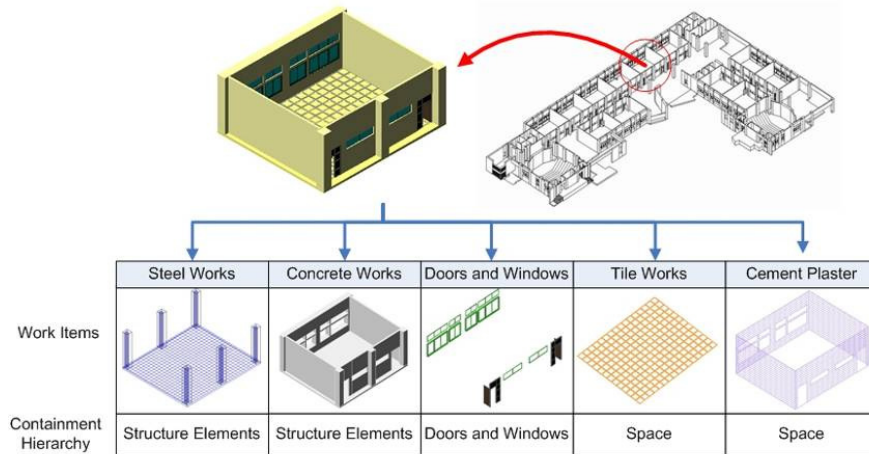 Steel Works
Concrete Works
Doors and Windows
Tile Works
Cement Plaster
Work Items
Containment
Hierarchy
Structure Elements
Structure Elements
Doors and Windows
Space
Space